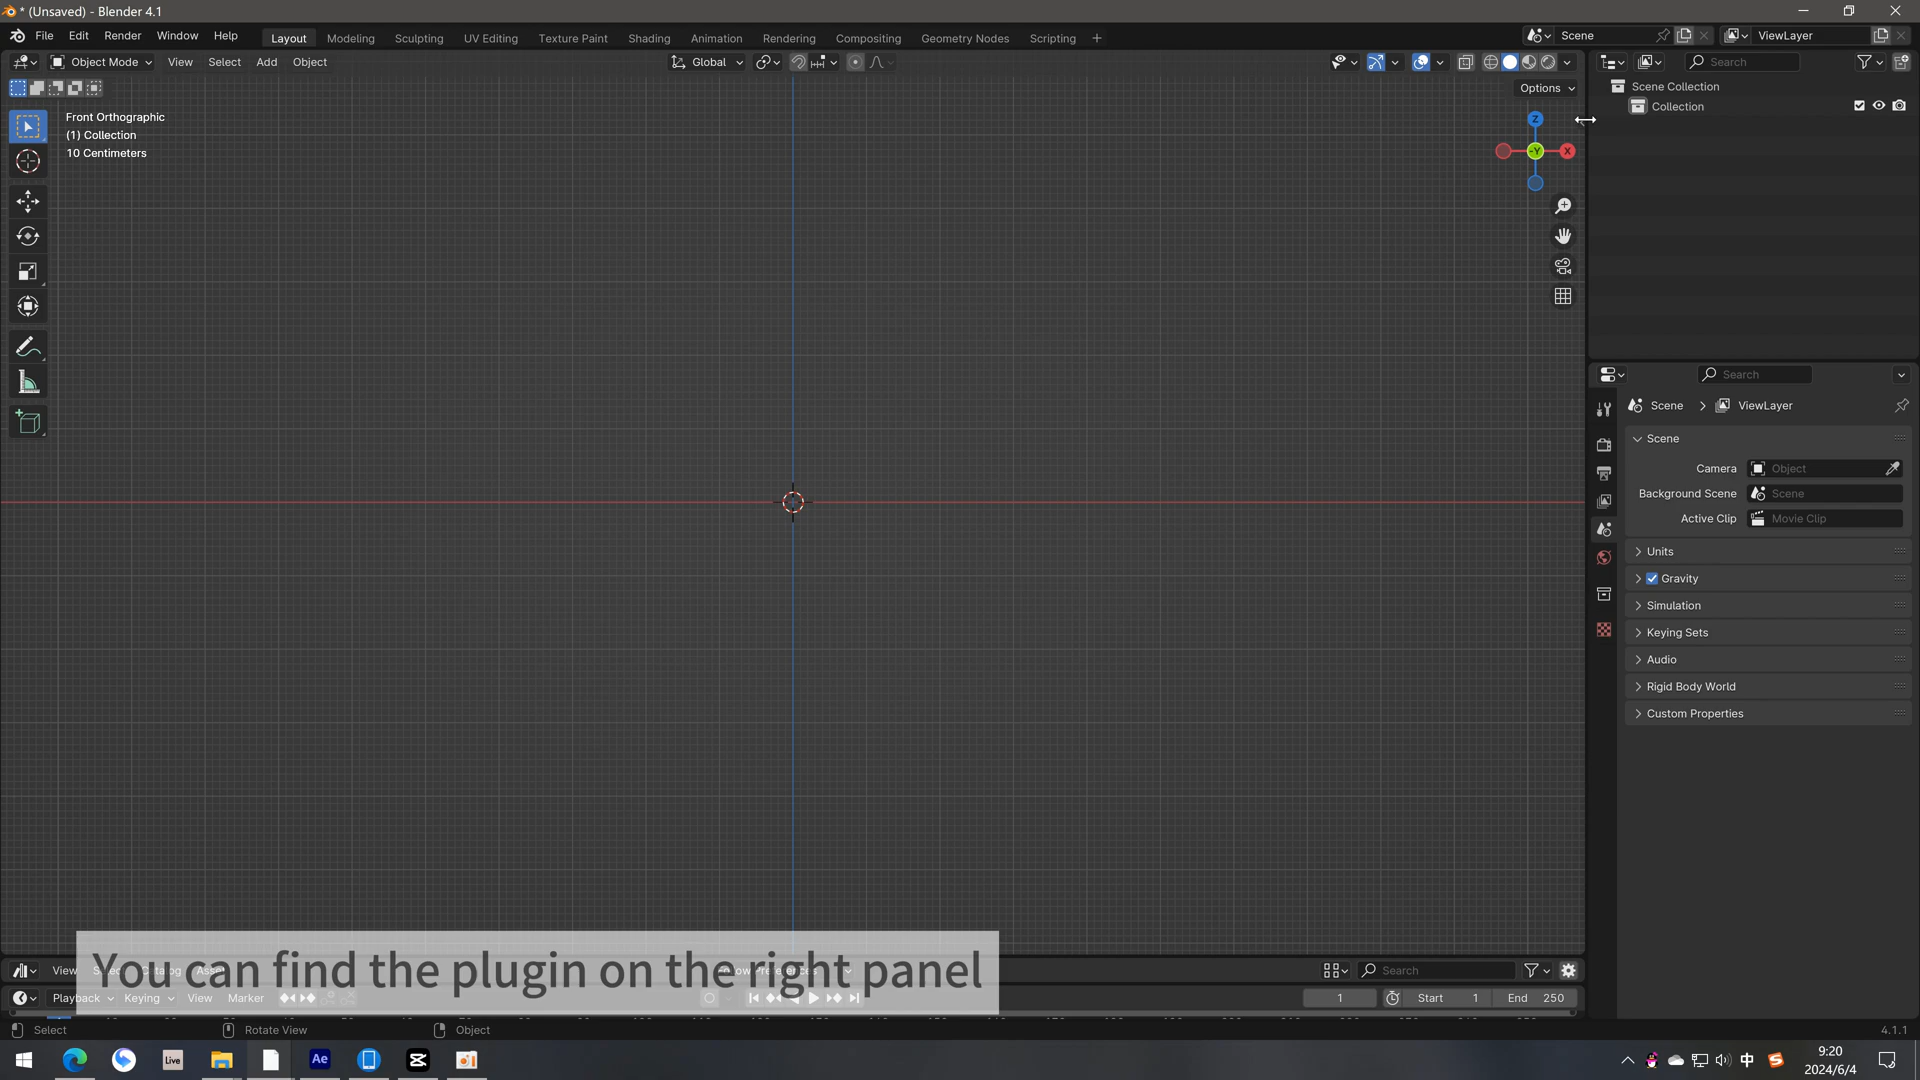 * (Unsaved) - Blender 4.1
File Edit Render Window Help Layout Modeling Sculpting UV Editing Texture Paint Shading Animation Rendering Compositing Geometry Nodes Scripting + Scene ViewLayer
Object Mode View Select Add Object Global Search
Options
Scene Collection
Collection
Front Orthographic
(1) Collection
10 Centimeters
Z
-Y X
Search
Scene ViewLayer
Scene
Camera Object
Background Scene Scene
Active Clip Movie Clip
Units
Gravity
Simulation
Keying Sets
Audio
Rigid Body World
Custom Properties
You can find the plugin on the right panel
View Search
Playback Keying View Marker 1 Start 1 End 250
Select Rotate View Object 4.1.1
Live Ae 中 S 9:20
2024/6/4